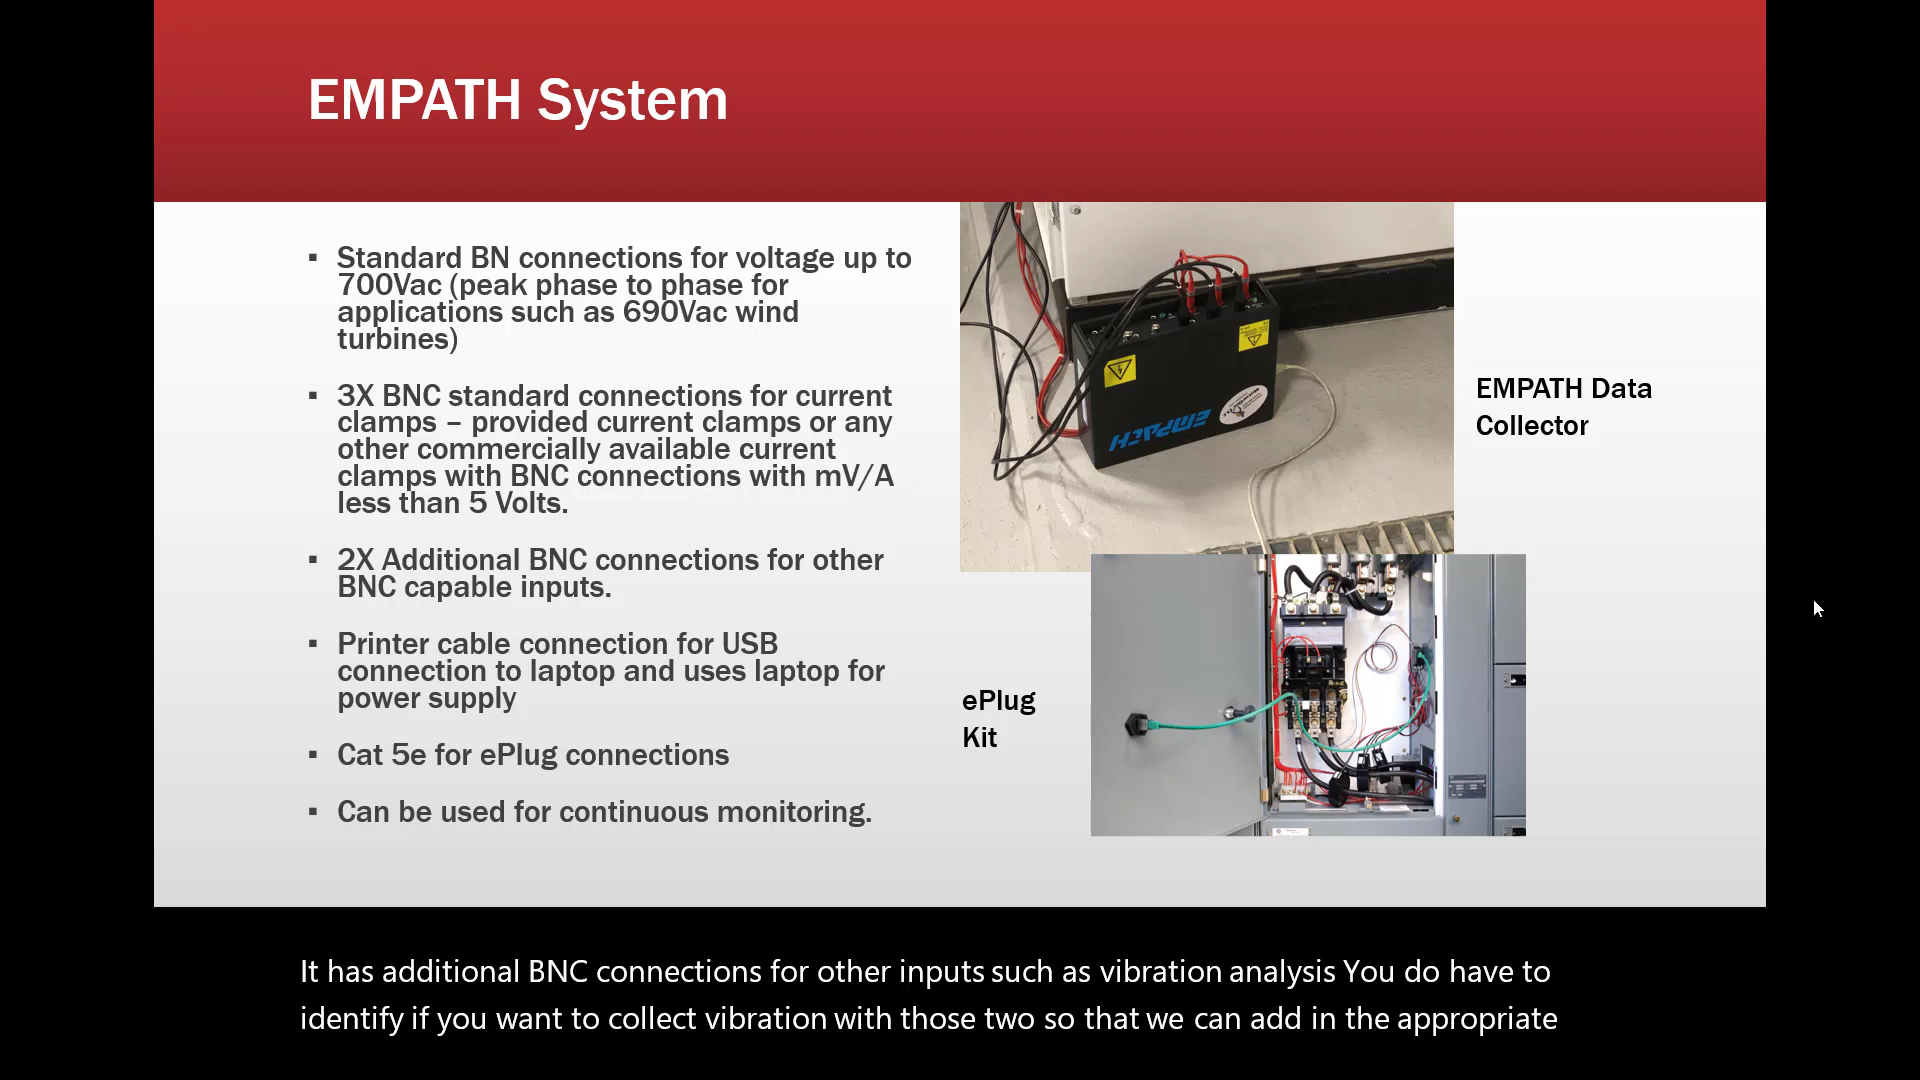 EMPATH System
▪ Standard BN connections for voltage up to
700Vac (peak phase to phase for
applications such as 690Vac wind
turbines)
▪ 3X BNC standard connections for current
clamps – provided current clamps or any
other commercially available current
clamps with BNC connections with mV/A
less than 5 Volts.
▪ 2X Additional BNC connections for other
BNC capable inputs.
▪ Printer cable connection for USB
connection to laptop and uses laptop for
power supply
▪ Cat 5e for ePlug connections
▪ Can be used for continuous monitoring.
EMPATH
EMPATH Data
Collector
ePlug
Kit
It has additional BNC connections for other inputs such as vibration analysis You do have to
identify if you want to collect vibration with those two so that we can add in the appropriate